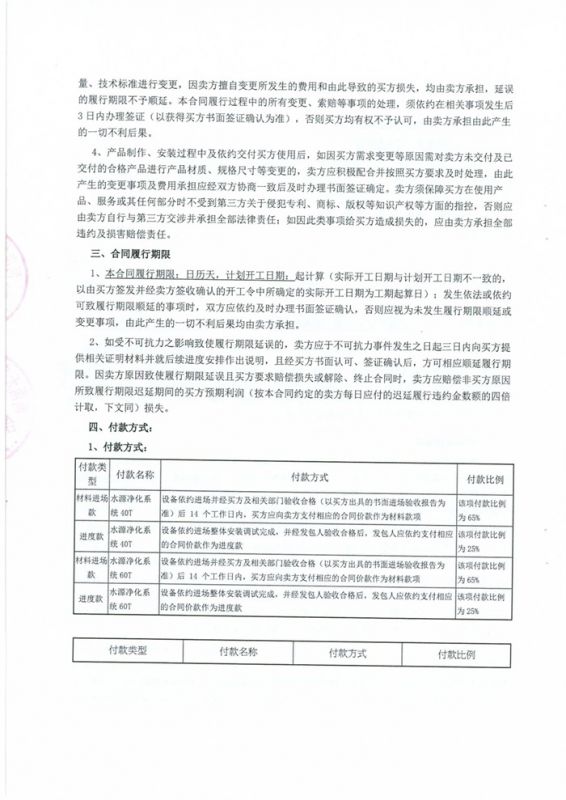 量、技术标准进行变更，因卖方擅自变更所发生的费用和由此导致的买方损失，均由卖方承担，延误
的履行期限不予顺延。本合同履行过程中的所有变更、索赔等事项的处理，须依约在相关事项发生后
3 日内办理签证（以获得买方书面签证确认为准），否则买方均有权不予认可，由卖方承担由此产生
的一切不利后果。
4、产品制作、安装过程中及依约交付买方使用后，如因买方需求变更等原因需对卖方未交付及已
交付的合格产品进行产品材质、规格尺寸等变更的，卖方应积极配合并按照买方要求及时处理，由此
产生的变更事项及费用承担应经双方协商一致后及时办理书面签证确定。卖方须保障买方在使用产
品、服务或其任何部分时不受到第三方关于侵犯专利、商标、版权等知识产权等方面的指控，否则应
由卖方自行与第三方交涉并承担全部法律责任；如因此类事项给买方造成损失的，应由卖方承担全部
违约及损害赔偿责任。
三、合同履行期限
1、本合同履行期限：日历天，计划开工日期：起计算（实际开工日期与计划开工日期不一致的，
以由买方签发并经卖方签收确认的开工令中所确定的实际开工日期为工期起算日）；发生依法或依约
可致履行期限顺延的事项时，双方应依约及时办理书面签证确认，否则应视为未发生履行期限顺延或
变更事项，由此产生的一切不利后果均由卖方承担。
2、如受不可抗力之影响致使履行期限延误的，卖方应于不可抗力事件发生之日起三日内向买方提
供相关证明材料并就后续进度安排作出说明，且经买方书面认可、签证确认后，方可相应顺延履行期
限。因卖方原因致使履行期限延误且买方要求赔偿损失或解除、终止合同时，卖方应赔偿非买方原因
所致履行期限迟延期间的买方预期利润（按本合同约定的卖方每日应付的迟延履行违约金数额的四倍
计取，下文同）损失。
四、付款方式：
1、付款方式：
付款类型 付款名称 付款方式 付款比例
材料进场款 水源净化系统 40T 设备依约进场并经买方及相关部门验收合格（以买方出具的书面进场验收报告为准）后 14 个工作日内，买方应向卖方支付相应的合同价款作为材料款项 该项付款比例为 65%
进度款 水源净化系统 40T 设备依约进场整体安装调试完成，并经发包人验收合格后，发包人应依约支付相应的合同价款作为进度款 该项付款比例为 25%
材料进场款 水源净化系统 60T 设备依约进场并经买方及相关部门验收合格（以买方出具的书面进场验收报告为准）后 14 个工作日内，买方应向卖方支付相应的合同价款作为材料款项 该项付款比例为 65%
进度款 水源净化系统 60T 设备依约进场整体安装调试完成，并经发包人验收合格后，发包人应依约支付相应的合同价款作为进度款 该项付款比例为 25%
付款类型 付款名称 付款方式 付款比例